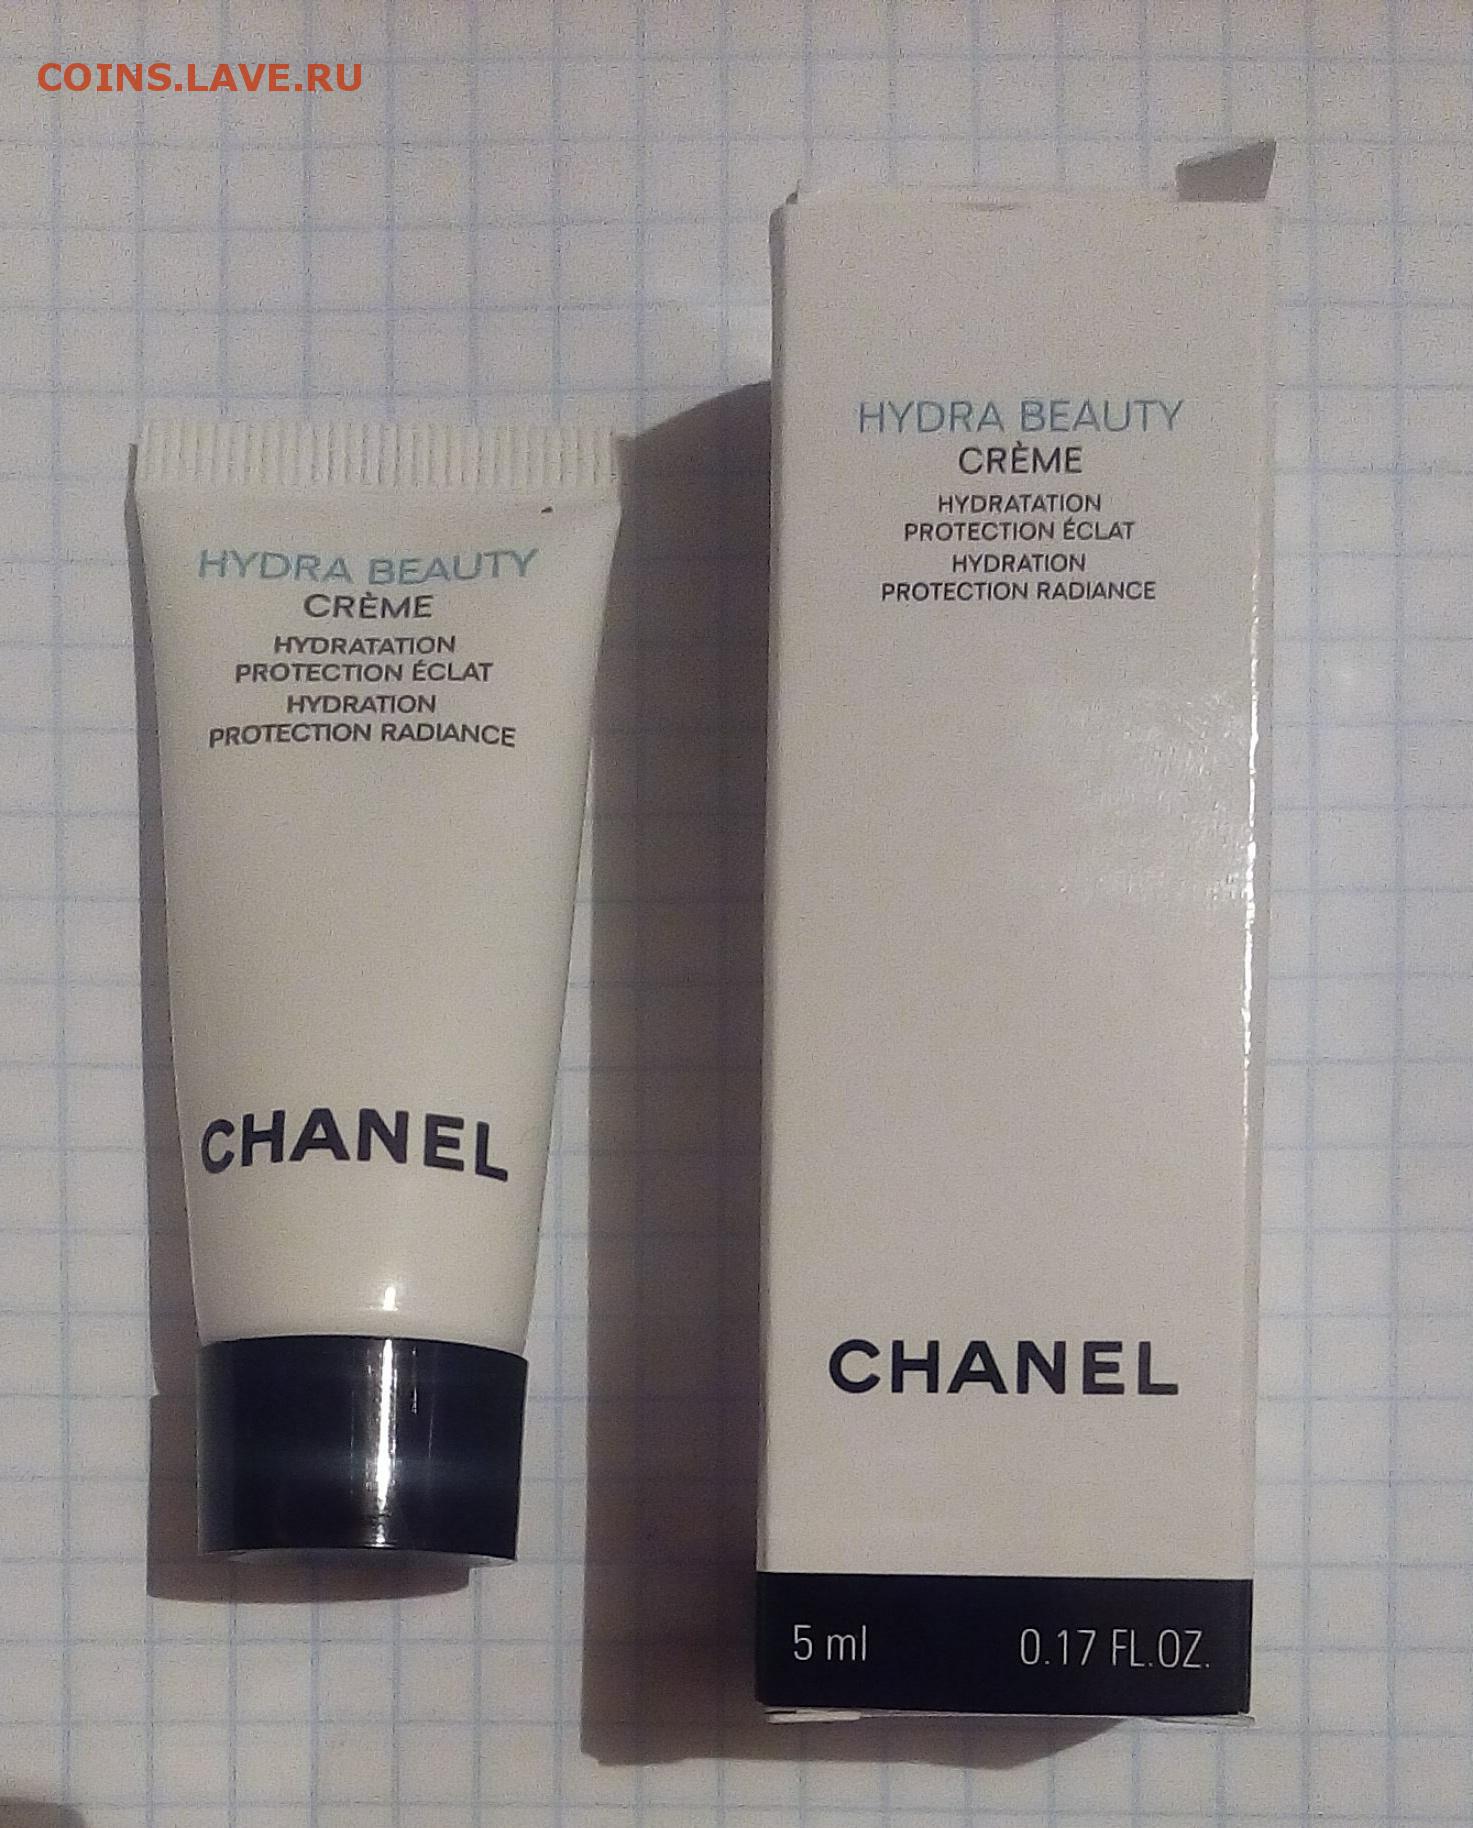 COINS.LAVE.RU
HYDRA BEAUTY
CRÈME
HYDRATATION
PROTECTION ÉCLAT
HYDRATION
PROTECTION RADIANCE
CHANEL
HYDRA BEAUTY
CRÈME
HYDRATATION
PROTECTION ÉCLAT
HYDRATION
PROTECTION RADIANCE
CHANEL
5 ml 0.17 FL.OZ.